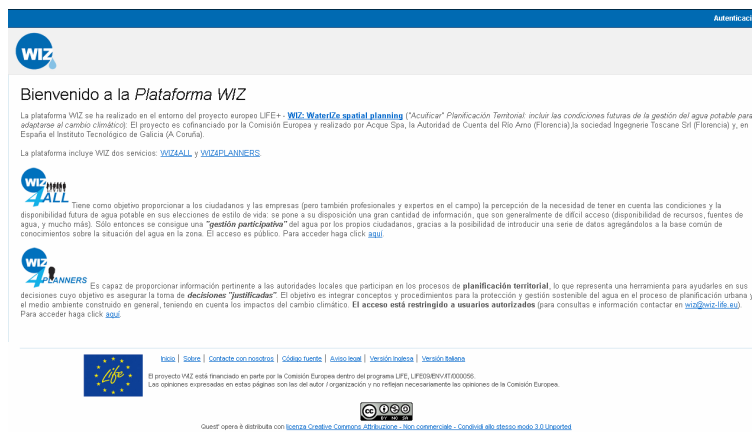 Autenticaci
WIZ
Bienvenido a la Plataforma WIZ
La plataforma WIZ se ha realizado en el entorno del proyecto europeo LIFE+ - WIZ: WaterIZe spatial planning ("Acuificar" Planificación Territorial: incluir las condiciones futuras de la gestión del agua potable para
adaptarse al cambio climático). El proyecto es cofinanciado por la Comisión Europea y realizado por Acque Spa, la Autoridad de Cuenta del Río Arno (Florencia),la sociedad Ingegnerie Toscane Srl (Florencia) y, en
España el Instituto Tecnológico de Galicia (A Coruña).
La plataforma incluye WIZ dos servicios: WIZ4ALL y WIZ4PLANNERS.
WIZ
4ALL Tiene como objetivo proporcionar a los ciudadanos y las empresas (pero también profesionales y expertos en el campo) la percepción de la necesidad de tener en cuenta las condiciones y la
disponibilidad futura de agua potable en sus elecciones de estilo de vida: se pone a su disposición una gran cantidad de información, que son generalmente de difícil acceso (disponibilidad de recursos, fuentes de
agua, y mucho más). Sólo entonces se consigue una "gestión participativa" del agua por los propios ciudadanos, gracias a la posibilidad de introducir una serie de datos agregándolos a la base común de
conocimientos sobre la situación del agua en la zona. El acceso es público. Para acceder haga click aquí.
WIZ
4PLANNERS Es capaz de proporcionar información pertinente a las autoridades locales que participan en los procesos de planificación territorial, lo que representa una herramienta para ayudarles en sus
decisiones cuyo objetivo es asegurar la toma de decisiones "justificadas". El objetivo es integrar conceptos y procedimientos para la protección y gestión sostenible del agua en el proceso de planificación urbana y
el medio ambiente construido en general, teniendo en cuenta los impactos del cambio climático. El acceso está restringido a usuarios autorizados (para consultas e información contactar en wiz@wiz-life.eu).
Para acceder haga click aquí.
Life
Inicio | Sobre | Contacte con nosotros | Código fuente | Aviso legal | Versión Inglesa | Versión Italiana
El proyecto WIZ está financiado en parte por la Comisión Europea dentro del programa LIFE, LIFE09/ENV/IT/000056.
Las opiniones expresadas en estas páginas son las del autor / organización y no reflejan necesariamente las opiniones de la Comisión Europea.
cc BY NC SA
Quest' opera è distribuita con licenza Creative Commons Attribuzione - Non commerciale - Condividi allo stesso modo 3.0 Unported